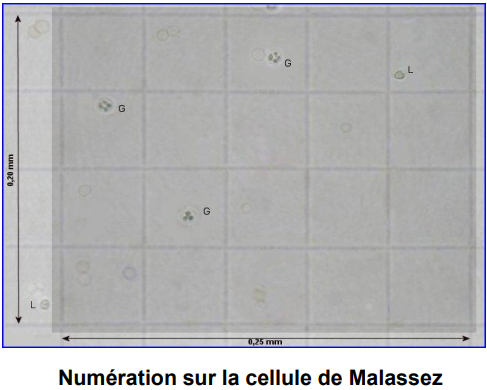 G
L
G
0,20 mm
G
L
0,25 mm
Numération sur la cellule de Malassez